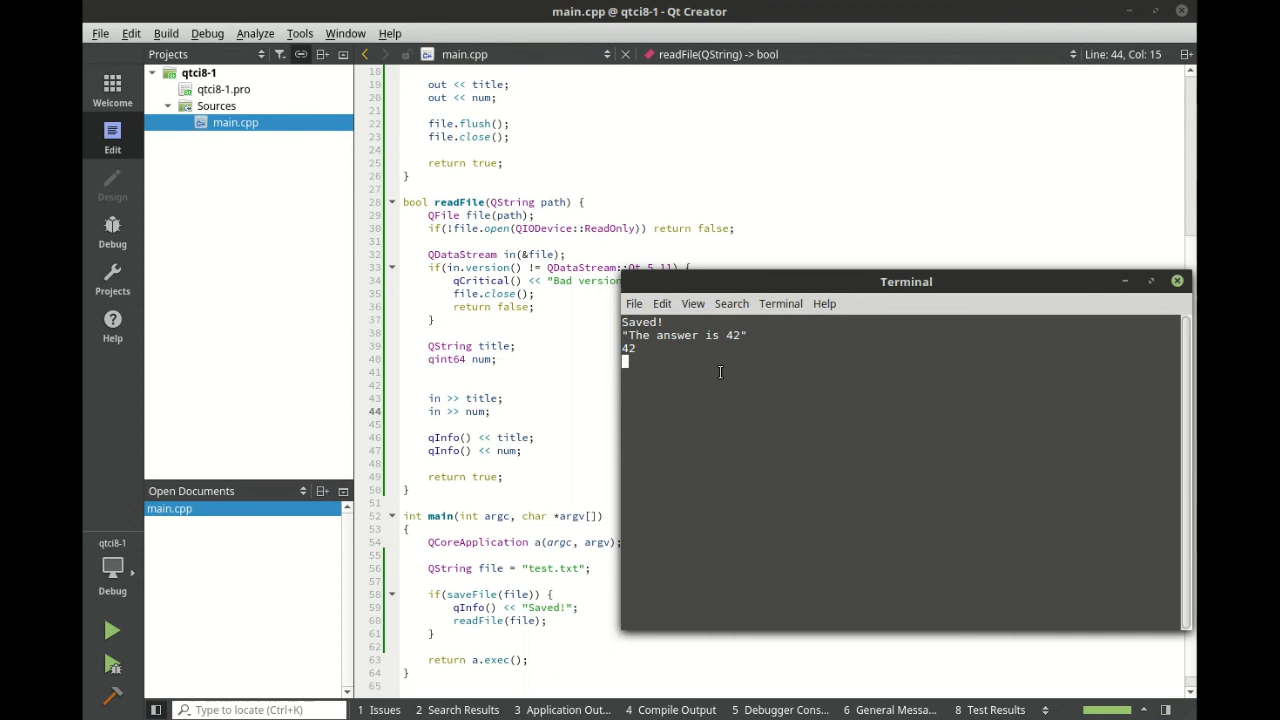 main.cpp @ qtci8-1 - Qt Creator
File Edit Build Debug Analyze Tools Window Help
Projects
main.cpp
readFile(QString) -> bool
Line: 44, Col: 15
Welcome
Edit
Design
Debug
Projects
Help
qtci8-1
Debug
qtci8-1
qtci8-1.pro
Sources
main.cpp
Open Documents
main.cpp
18
19 out << title;
20 out << num;
21
22 file.flush();
23 file.close();
24
25 return true;
26 }
27
28 bool readFile(QString path) {
29 QFile file(path);
30 if(!file.open(QIODevice::ReadOnly)) return false;
31
32 QDataStream in(&file);
33 if(in.version() != QDataStream::Qt_5_11) {
34 qCritical() << "Bad version
35 file.close();
36 return false;
37 }
38
39 QString title;
40 qint64 num;
41
42
43 in >> title;
44 in >> num;
45
46 qInfo() << title;
47 qInfo() << num;
48
49 return true;
50 }
51
52 int main(int argc, char *argv[])
53 {
54 QCoreApplication a(argc, argv);
55
56 QString file = "test.txt";
57
58 if(saveFile(file)) {
59 qInfo() << "Saved!";
60 readFile(file);
61 }
62
63 return a.exec();
64 }
65
Terminal
File Edit View Search Terminal Help
Saved!
"The answer is 42"
42
Type to locate (Ctrl+K)
1 Issues 2 Search Results 3 Application Out... 4 Compile Output 5 Debugger Cons... 6 General Messa... 8 Test Results